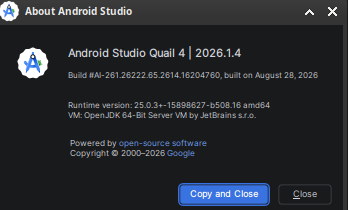 About Android Studio
Android Studio Quail 4 | 2026.1.4
Build #AI-261.26222.65.2614.16204760, built on August 28, 2026
Runtime version: 25.0.3+-15898627-b508.16 amd64
VM: OpenJDK 64-Bit Server VM by JetBrains s.r.o.
Powered by open-source software
Copyright © 2000–2026 Google
Copy and Close
Close